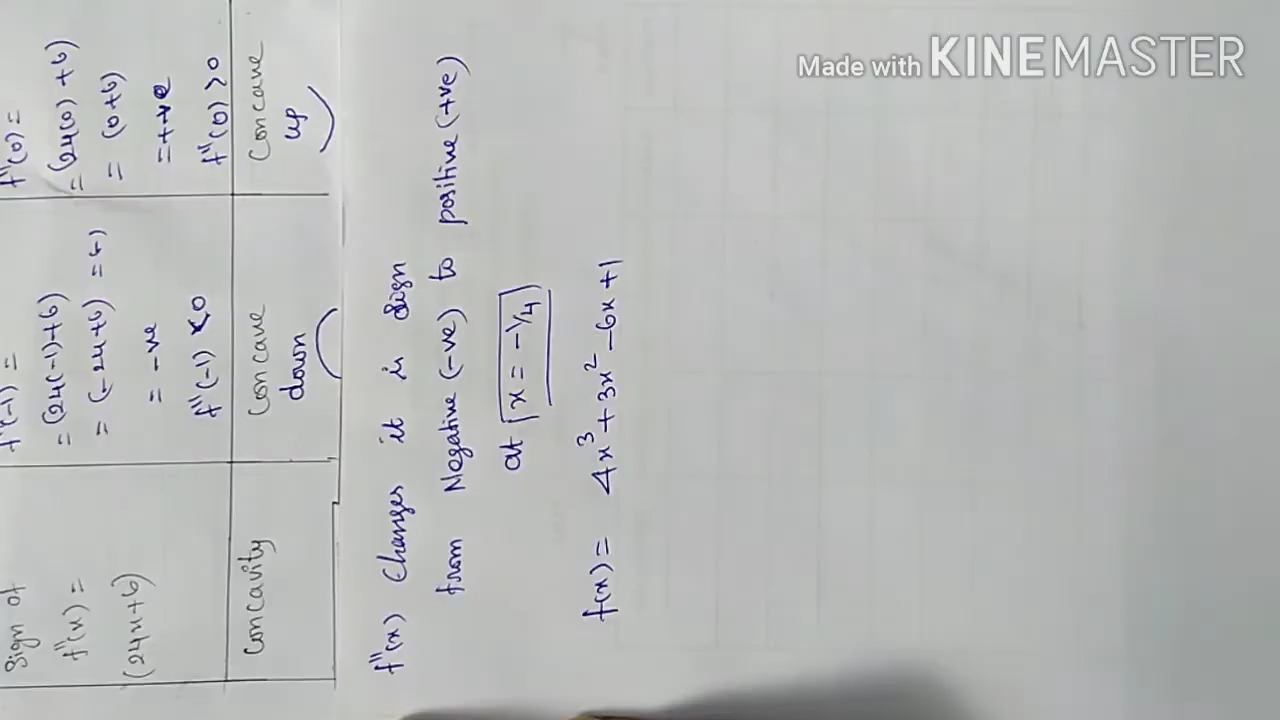 Made with KINEMASTER
Sign of
f"(x) =
(24x+6)
f"(-1) =
= (24(-1)+6)
= (-24+6) = (-)
= -ve
f"(-1) < 0
f"(0) =
= (24(0) +6)
= (0+6)
= +ve
f"(0) > 0
Concavity
Concave
down
Concave
up
f"(x) changes it is sign
from Negative (-ve) to positive (+ve)
at x = -1/4
f(x) = 4x³ + 3x² - 6x + 1